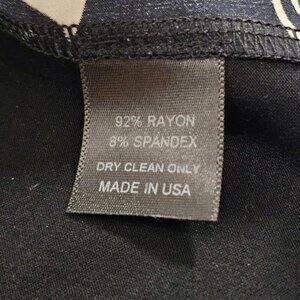 92% RAYON
8% SPANDEX
DRY CLEAN ONLY
MADE IN USA